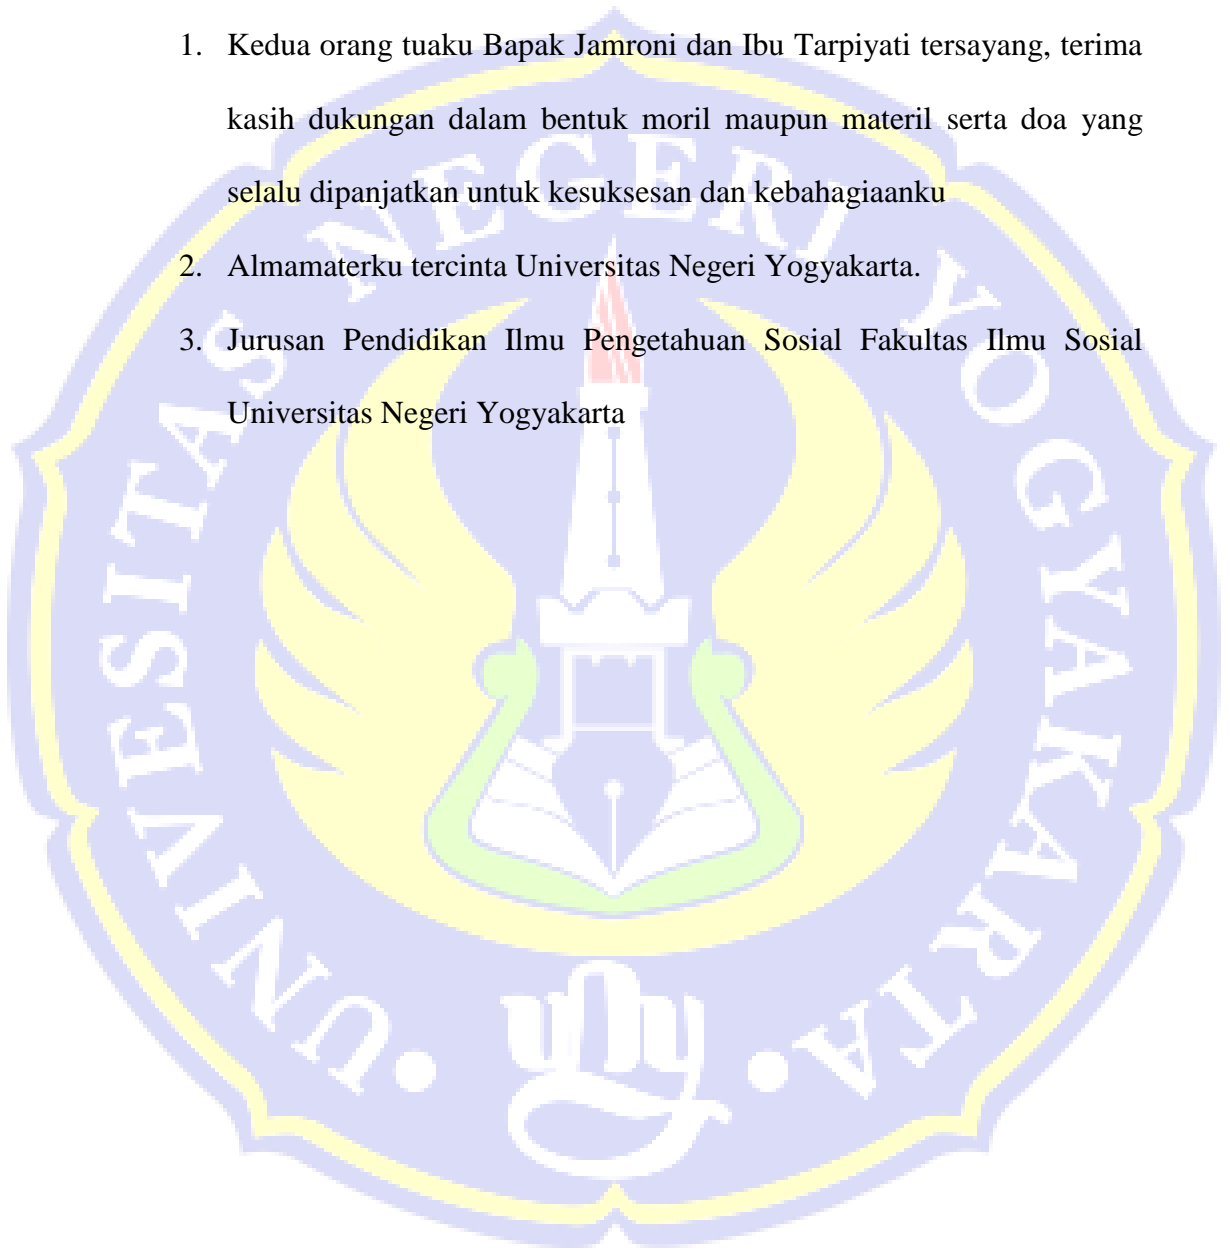 1. Kedua orang tuaku Bapak Jamroni dan Ibu Tarpiyati tersayang, terima
kasih dukungan dalam bentuk moril maupun materil serta doa yang
selalu dipanjatkan untuk kesuksesan dan kebahagiaanku
2. Almamaterku tercinta Universitas Negeri Yogyakarta.
3. Jurusan Pendidikan Ilmu Pengetahuan Sosial Fakultas Ilmu Sosial
Universitas Negeri Yogyakarta
UNIVESITAS NEGERI YOGYAKARTA
uny